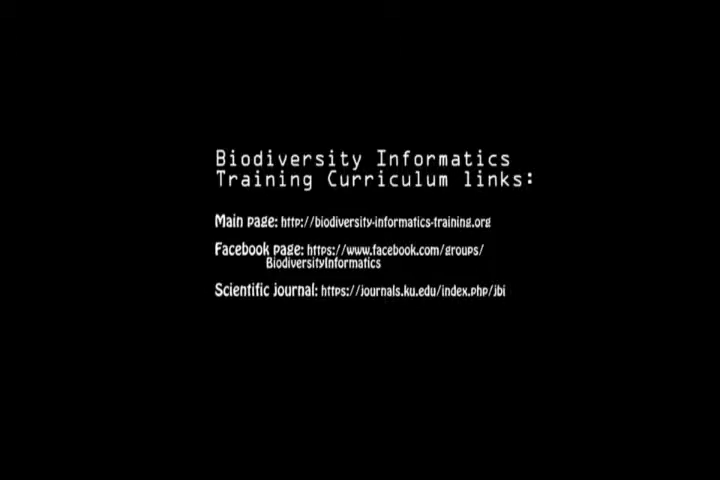 Biodiversity Informatics
Training Curriculum links:
Main page: http://biodiversity-informatics-training.org
Facebook page: https://www.facebook.com/groups/
BiodiversityInformatics
Scientific journal: https://journals.ku.edu/index.php/jbi